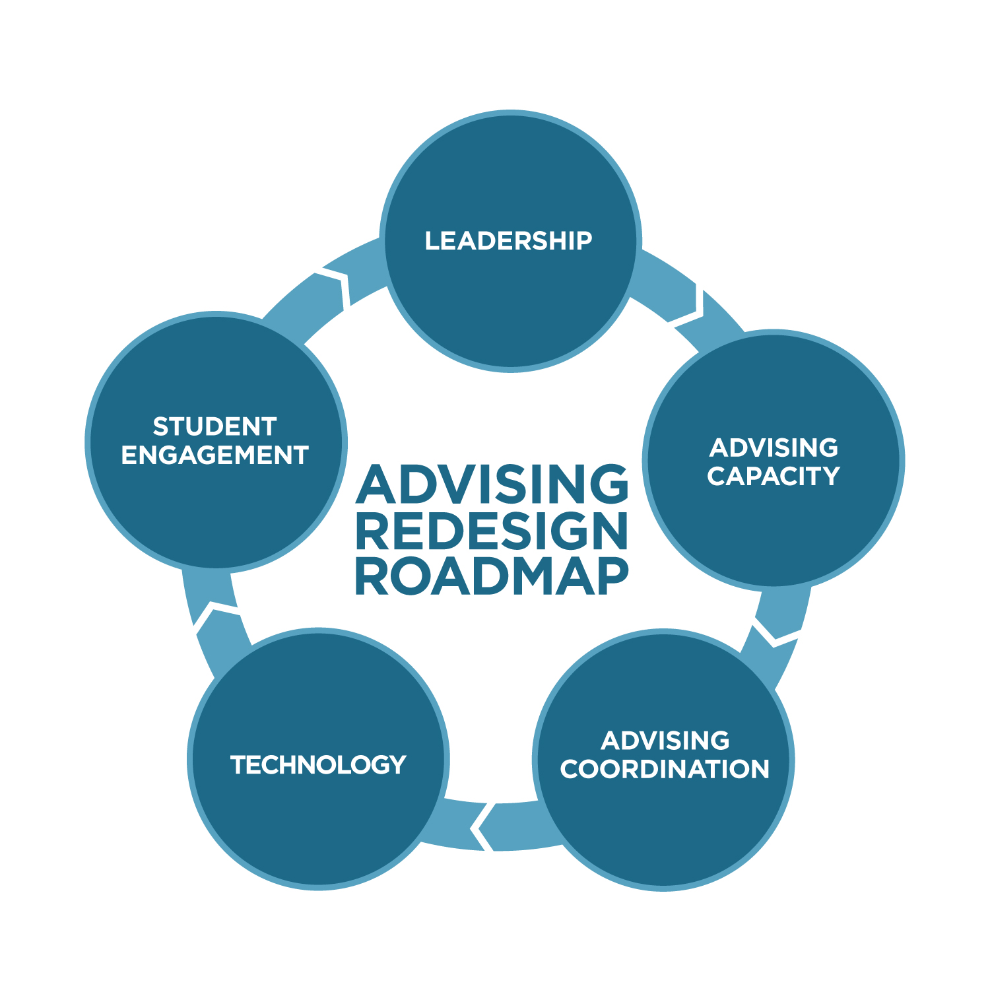 LEADERSHIP
ADVISING
CAPACITY
ADVISING
COORDINATION
TECHNOLOGY
STUDENT
ENGAGEMENT
ADVISING
REDESIGN
ROADMAP